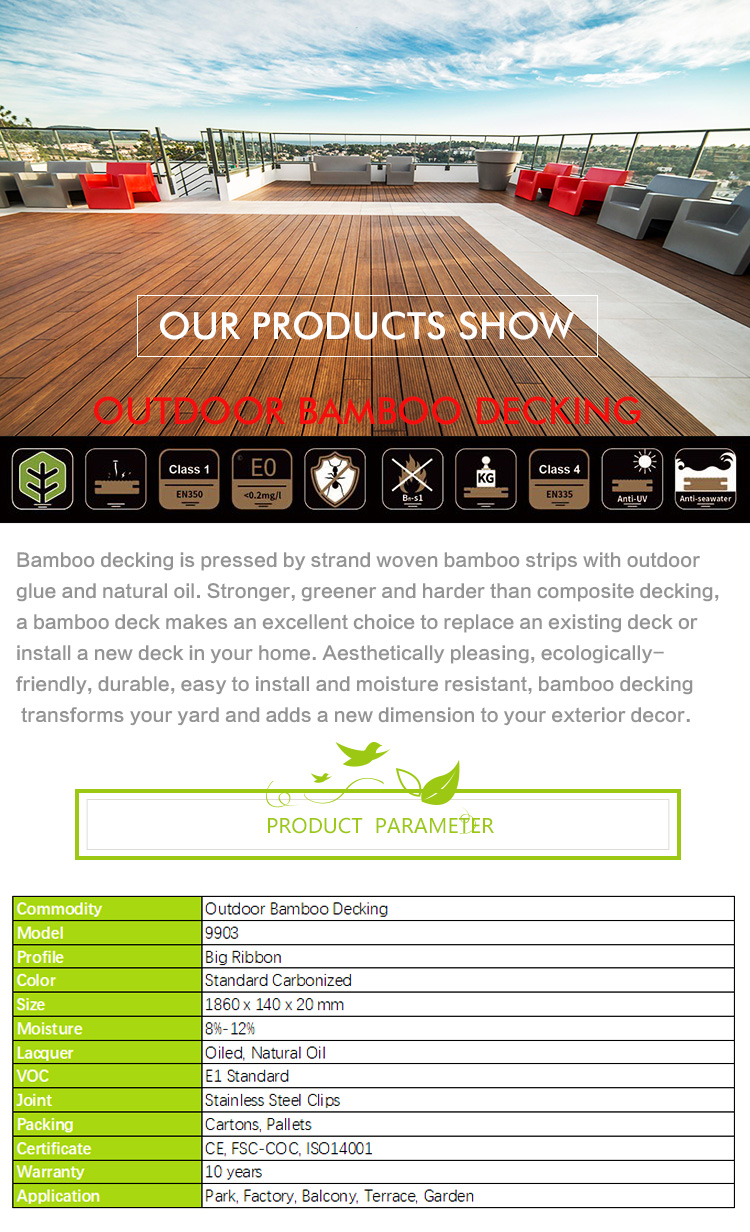 OUR PRODUCTS SHOW
OUTDOOR BAMBOO DECKING
Class 1
EN350
E0
<0.2mg/l
Bfl-s1
KG
Class 4
EN335
Anti-UV
Anti-seawater
Bamboo decking is pressed by strand woven bamboo strips with outdoor
glue and natural oil. Stronger, greener and harder than composite decking,
a bamboo deck makes an excellent choice to replace an existing deck or
install a new deck in your home. Aesthetically pleasing, ecologically-
friendly, durable, easy to install and moisture resistant, bamboo decking
transforms your yard and adds a new dimension to your exterior decor.
PRODUCT PARAMETER
Commodity Outdoor Bamboo Decking
Model 9903
Profile Big Ribbon
Color Standard Carbonized
Size 1860 x 140 x 20 mm
Moisture 8%-12%
Lacquer Oiled, Natural Oil
VOC E1 Standard
Joint Stainless Steel Clips
Packing Cartons, Pallets
Certificate CE, FSC-COC, ISO14001
Warranty 10 years
Application Park, Factory, Balcony, Terrace, Garden